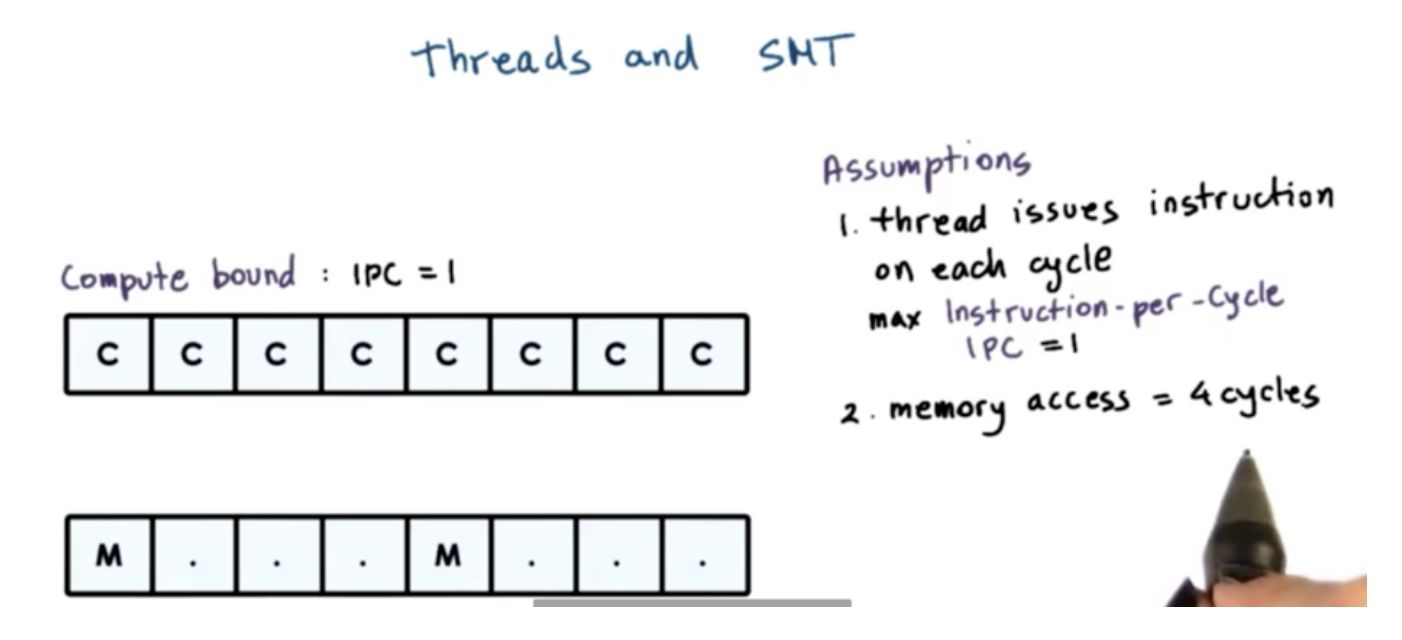 Threads and SMT
Assumptions
1. thread issues instruction
on each cycle
max Instruction-per-Cycle
IPC = 1
2. memory access = 4 cycles
Compute bound : IPC = 1
C C C C C C C C
M . . . M . . .